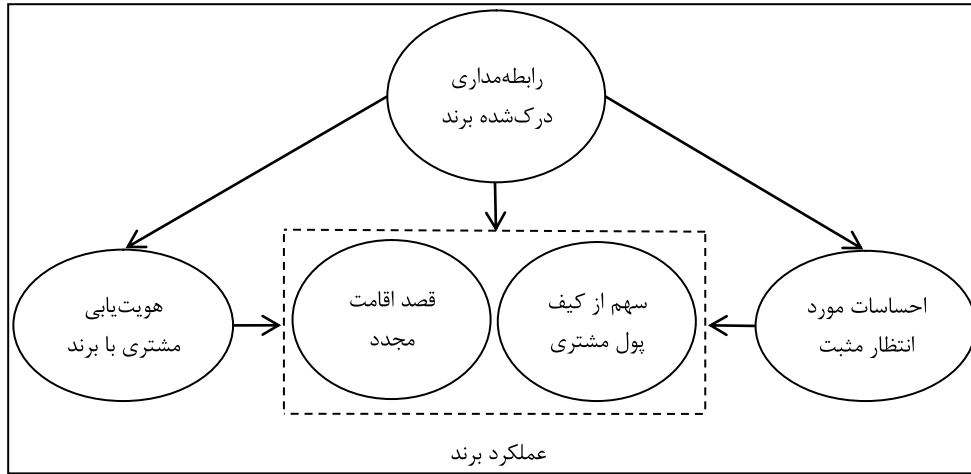 رابطه‌مداری
درک‌شده برند
احساسات مورد
انتظار مثبت
سهم از کیف
پول مشتری
قصد اقامت
مجدد
هویت‌یابی
مشتری با برند
عملکرد برند